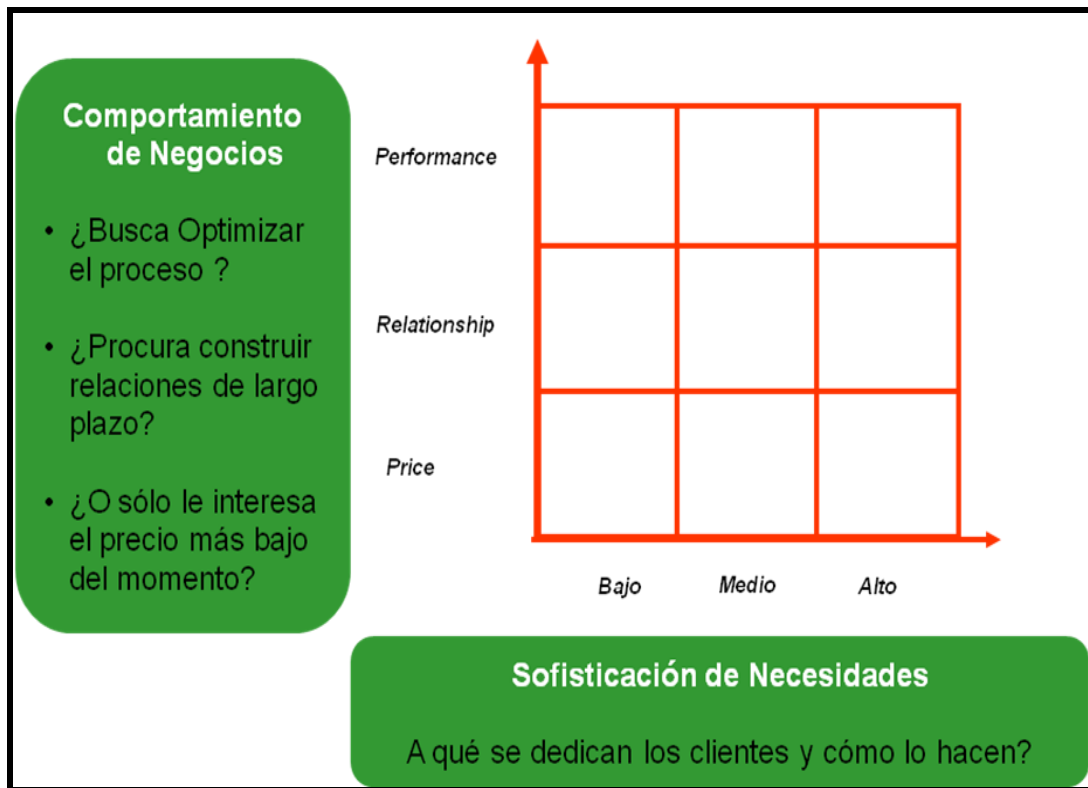 Comportamiento
de Negocios
• ¿Busca Optimizar
el proceso ?
• ¿Procura construir
relaciones de largo
plazo?
• ¿O sólo le interesa
el precio más bajo
del momento?
Performance
Relationship
Price
Bajo
Medio
Alto
Sofisticación de Necesidades
A qué se dedican los clientes y cómo lo hacen?